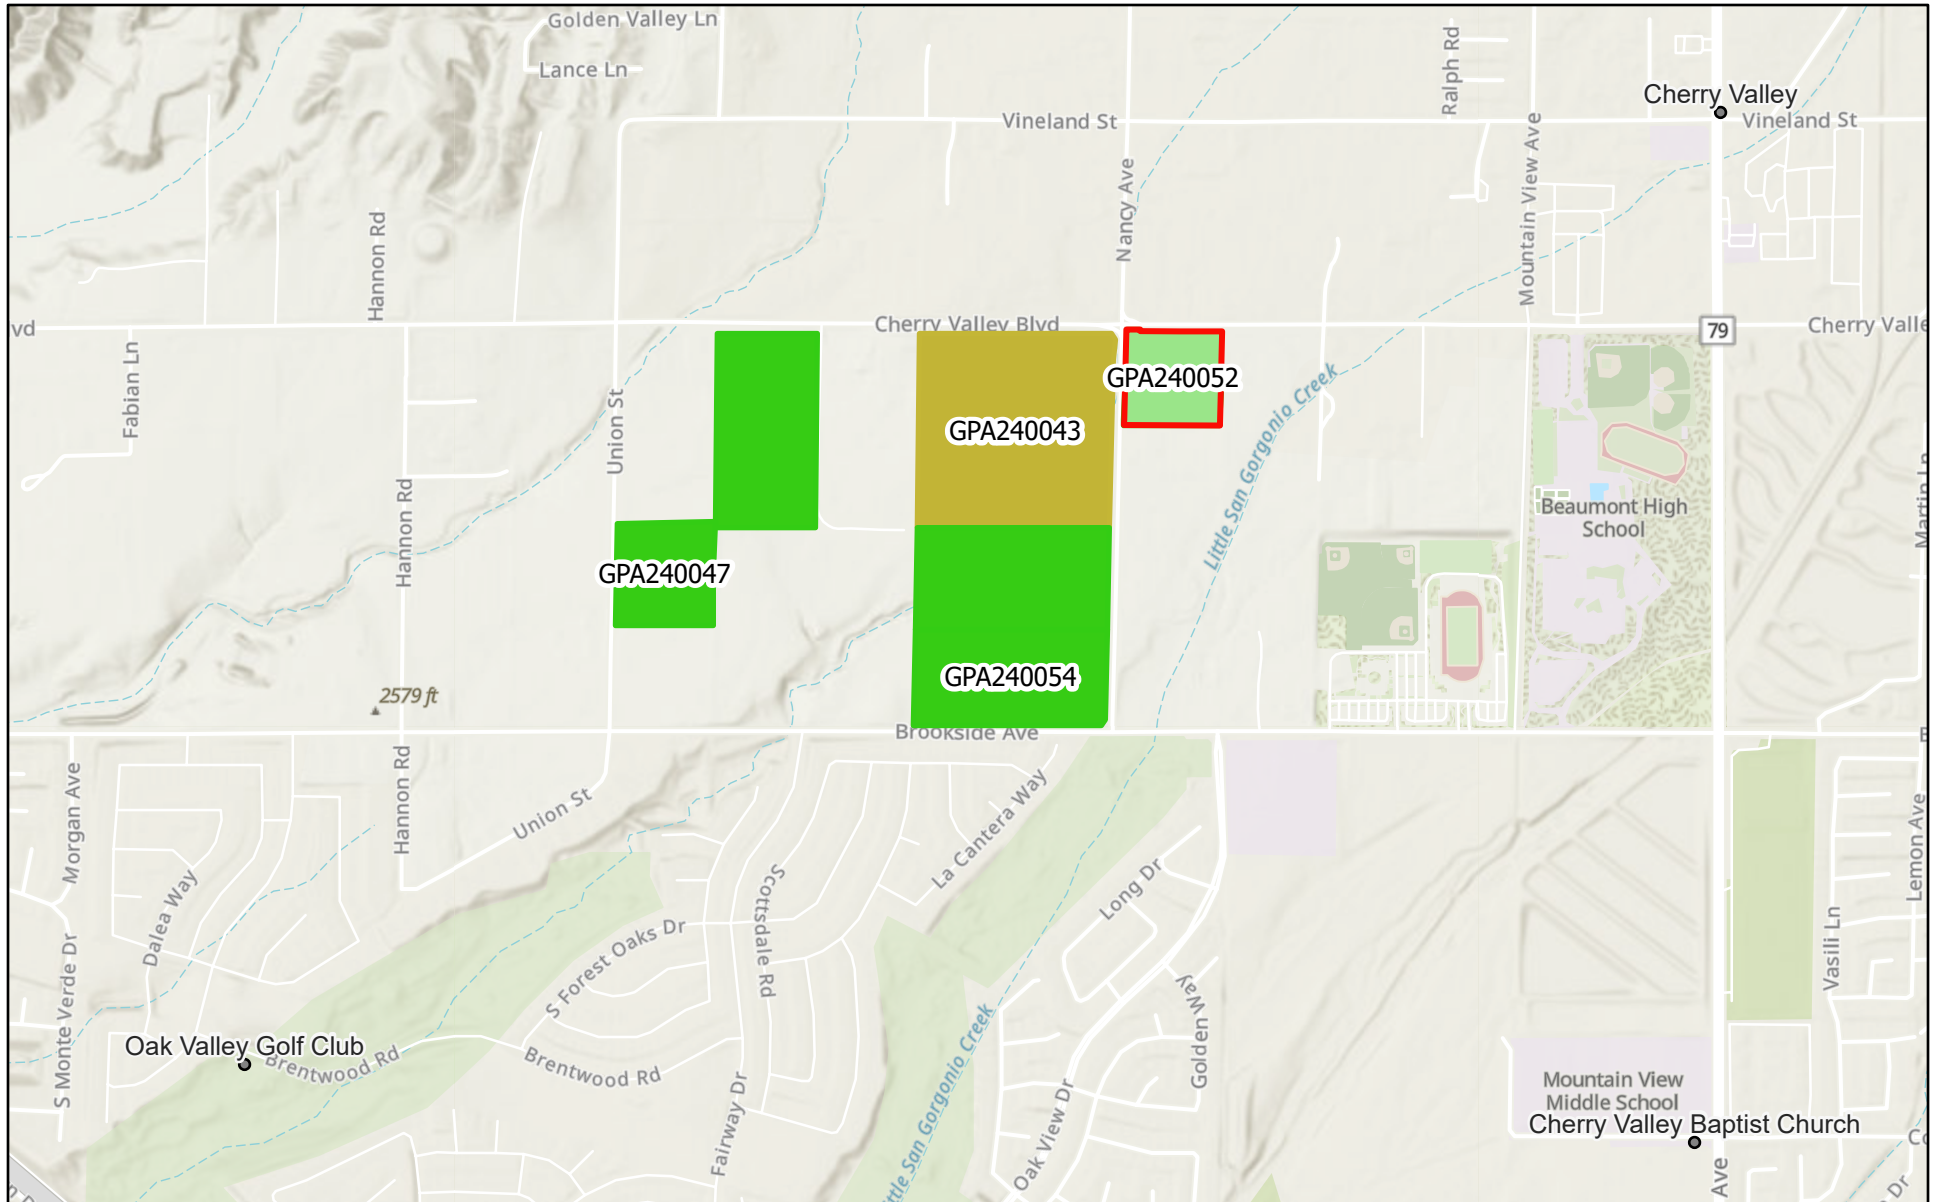 Golden Valley Ln
Lance Ln
Ralph Rd
Cherry Valley
Vineland St
Vineland St
Nancy Ave
Mountain View Ave
Hannon Rd
vd
Cherry Valley Blvd
79
Cherry Valle
Fabian Ln
Union St
GPA240052
GPA240043
Little San Gorgonio Creek
Hannon Rd
Beaumont High
School
Martin Ln
GPA240047
GPA240054
2579 ft
Brookside Ave
Hannon Rd
Morgan Ave
Union St
La Cantera Way
Long Dr
Lemon Ave
Dalea Way
Scottsdale Rd
S Forest Oaks Dr
Vasili Ln
S Monte Verde Dr
Golden Way
Oak Valley Golf Club
Brentwood Rd
Brentwood Rd
Fairway Dr
Little San Gorgonio Creek
Oak View Dr
Mountain View
Middle School
Cherry Valley Baptist Church
Ave
Dr